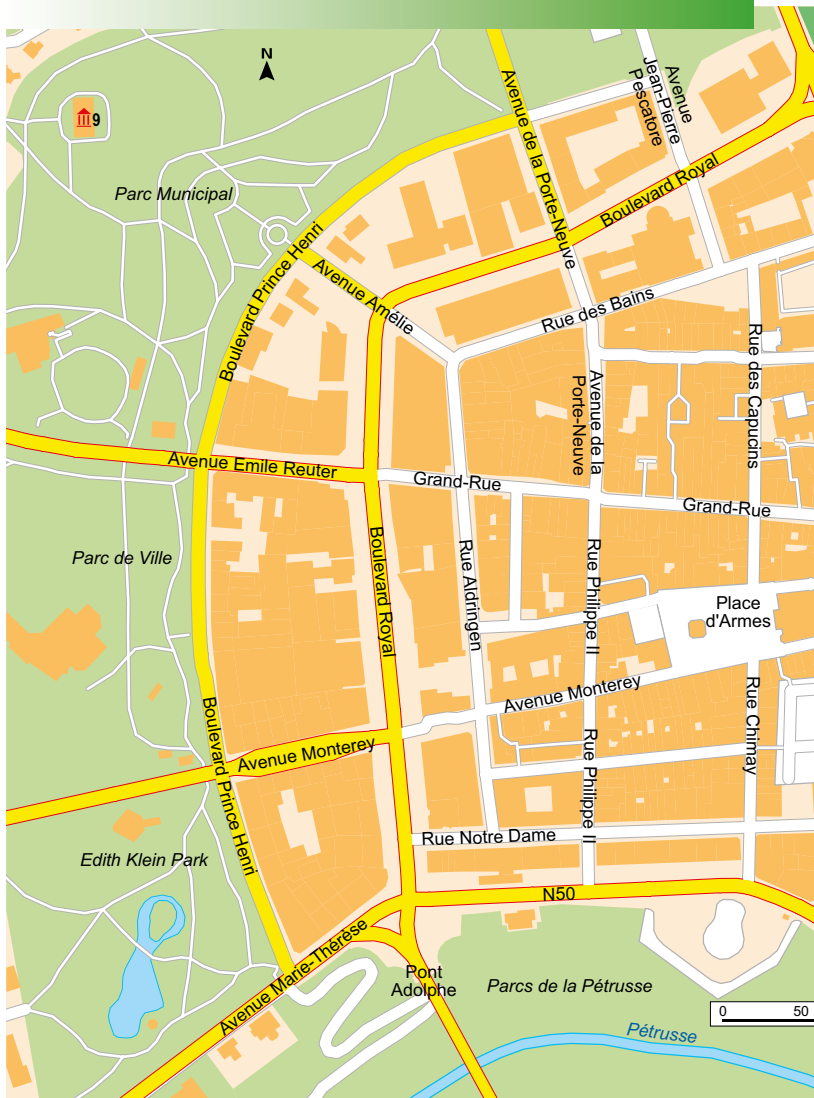 N
Avenue
Jean-Pierre
Pescatore
Avenue de la Porte-Neuve
9
Boulevard Royal
Parc Municipal
Boulevard Prince Henri
Avenue Amélie
Rue des Bains
Rue des Capucins
Avenue de la
Porte-Neuve
Avenue Emile Reuter
Grand-Rue
Grand-Rue
Parc de Ville
Boulevard Royal
Rue Aldringen
Rue Philippe II
Place
d'Armes
Avenue Monterey
Rue Chimay
Boulevard Prince Henri
Avenue Monterey
Rue Philippe II
Rue Notre Dame
Edith Klein Park
N50
Avenue Marie-Thérèse
Pont
Adolphe
Parcs de la Pétrusse
0 50
Pétrusse